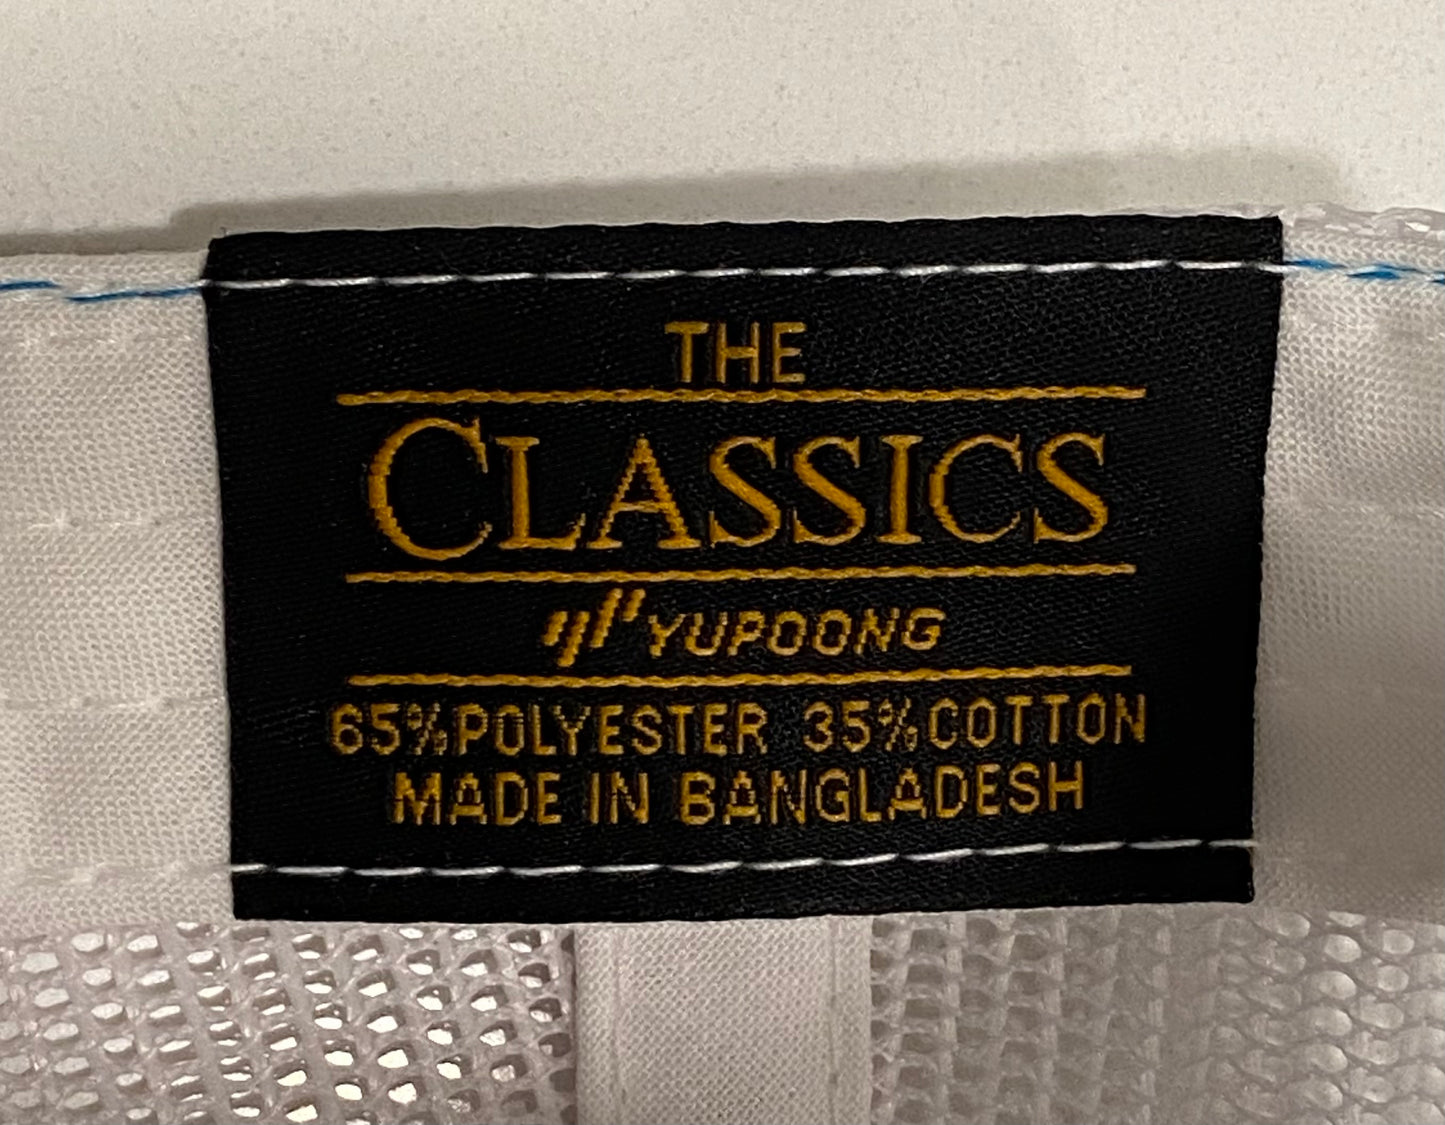 THE
CLASSICS
YUPOONG
65%POLYESTER 35%COTTON
MADE IN BANGLADESH